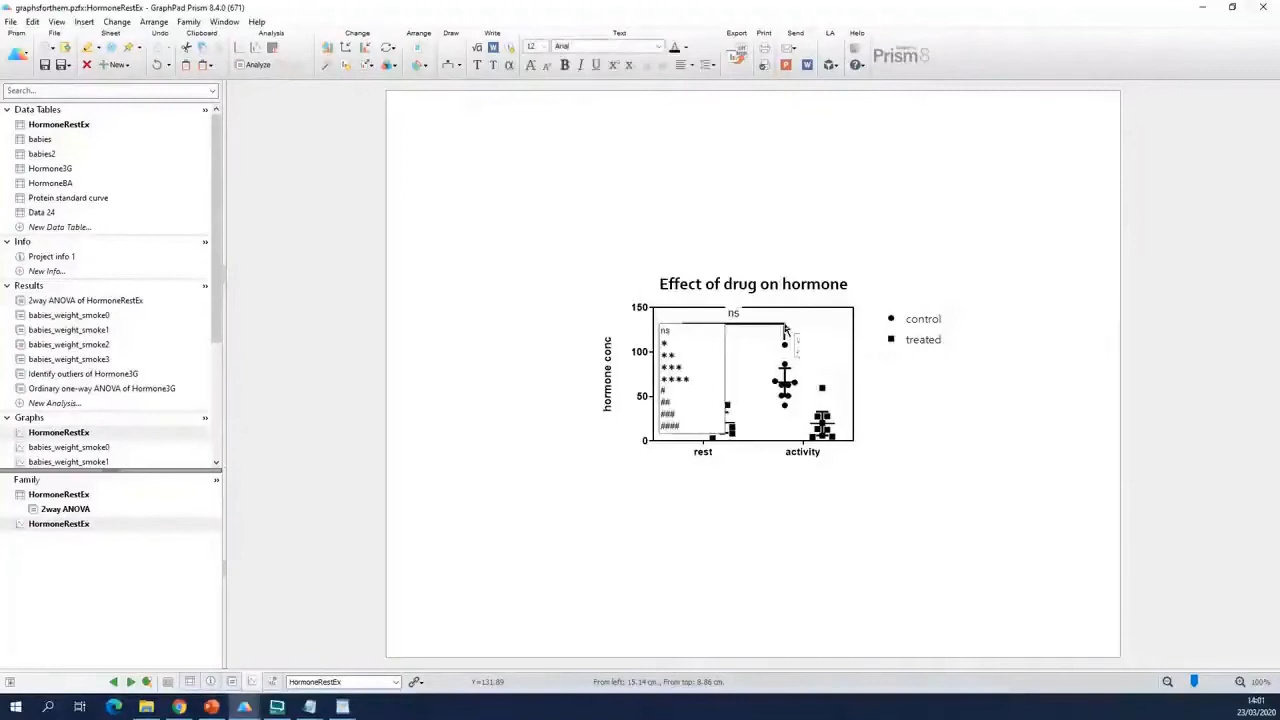 graphsforthem.pzfx:HormoneRestEx - GraphPad Prism 8.4.0 (671)
File Edit View Insert Change Arrange Family Window Help
Prism File Sheet Undo Clipboard Analysis Change Arrange Draw Write Text Export Print Send LA Help
12 Arial
New Analyze
Prism 8
Search...
Data Tables
HormoneRestEx
babies
babies2
Hormone3G
HormoneBA
Protein standard curve
Data 24
New Data Table...
Info
Project info 1
New Info...
Results
2way ANOVA of HormoneRestEx
babies_weight_smoke0
babies_weight_smoke1
babies_weight_smoke2
babies_weight_smoke3
Identify outliers of Hormone3G
Ordinary one-way ANOVA of Hormone3G
New Analysis...
Graphs
HormoneRestEx
babies_weight_smoke0
babies_weight_smoke1
Family
HormoneRestEx
2way ANOVA
HormoneRestEx
Effect of drug on hormone
150
100
50
0
hormone conc
ns
ns
*
**
***
****
#
##
###
####
rest activity
control
treated
HormoneRestEx
Y=131.89
From left: 15.14 cm, From top: 8.86 cm.
100%
14:01
23/03/2020